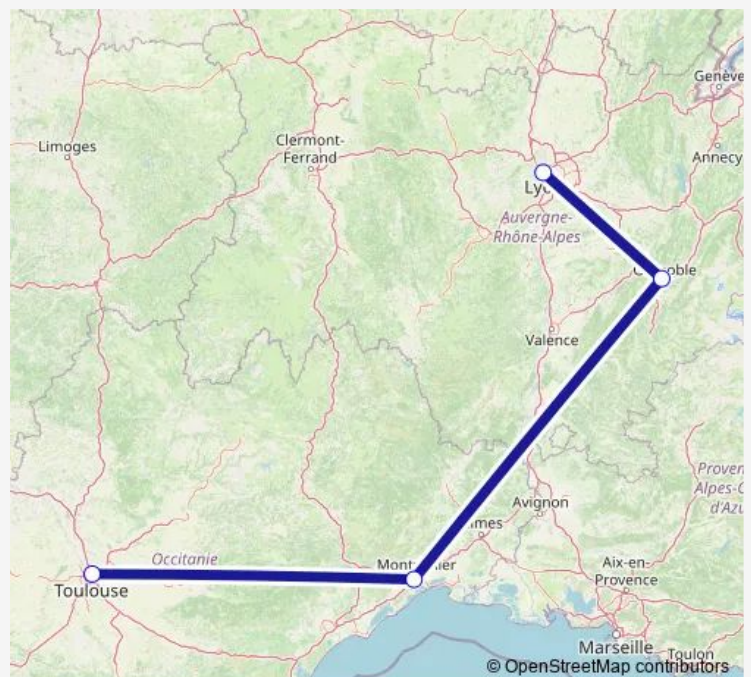 Genève
Limoges
Clermont-
Ferrand
Annecy
Auvergne-
Rhône-Alpes
Valence
Avignon
Occitanie
Aix-en-
Provence
Toulouse
Marseille
Toulon
© OpenStreetMap contributors